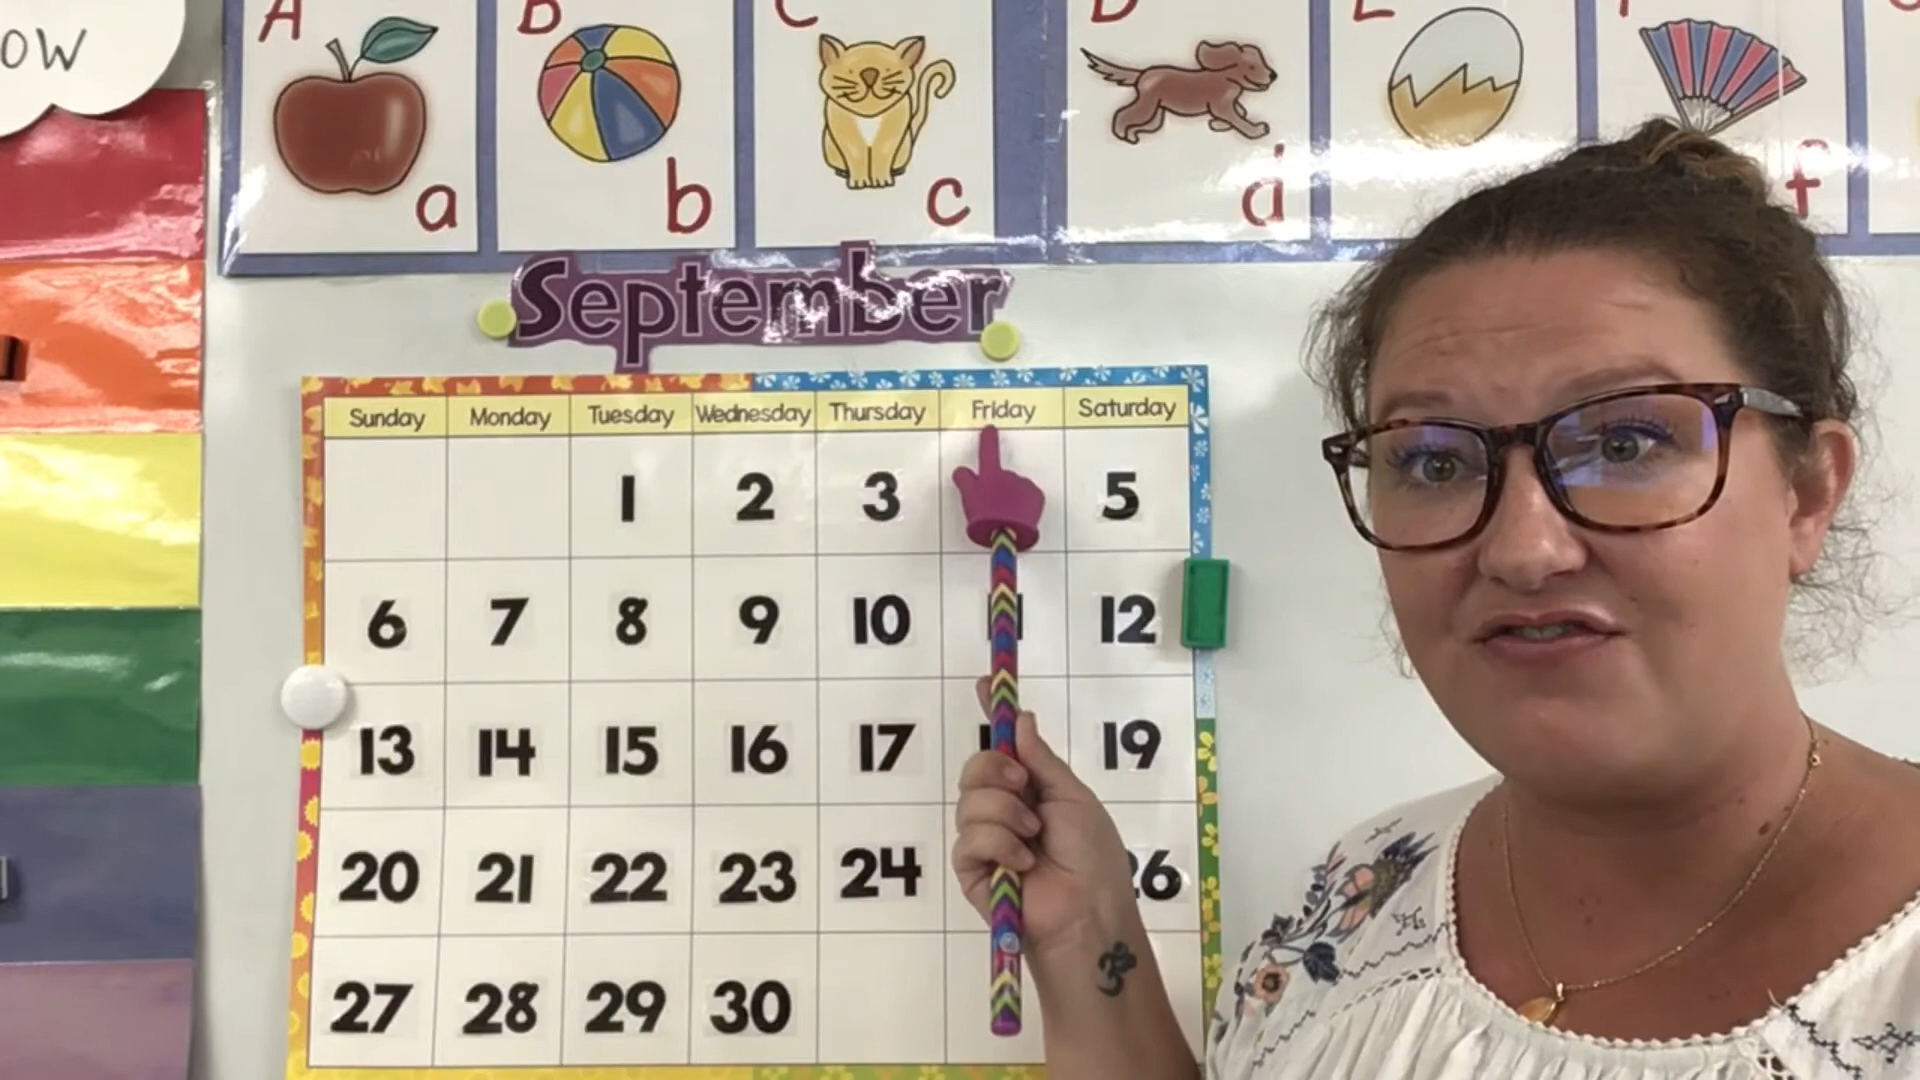 OW
A B C D E
a b c d f
September
Sunday Monday Tuesday Wednesday Thursday Friday Saturday
1 2 3 5
6 7 8 9 10 12
13 14 15 16 17 19
20 21 22 23 24 26
27 28 29 30